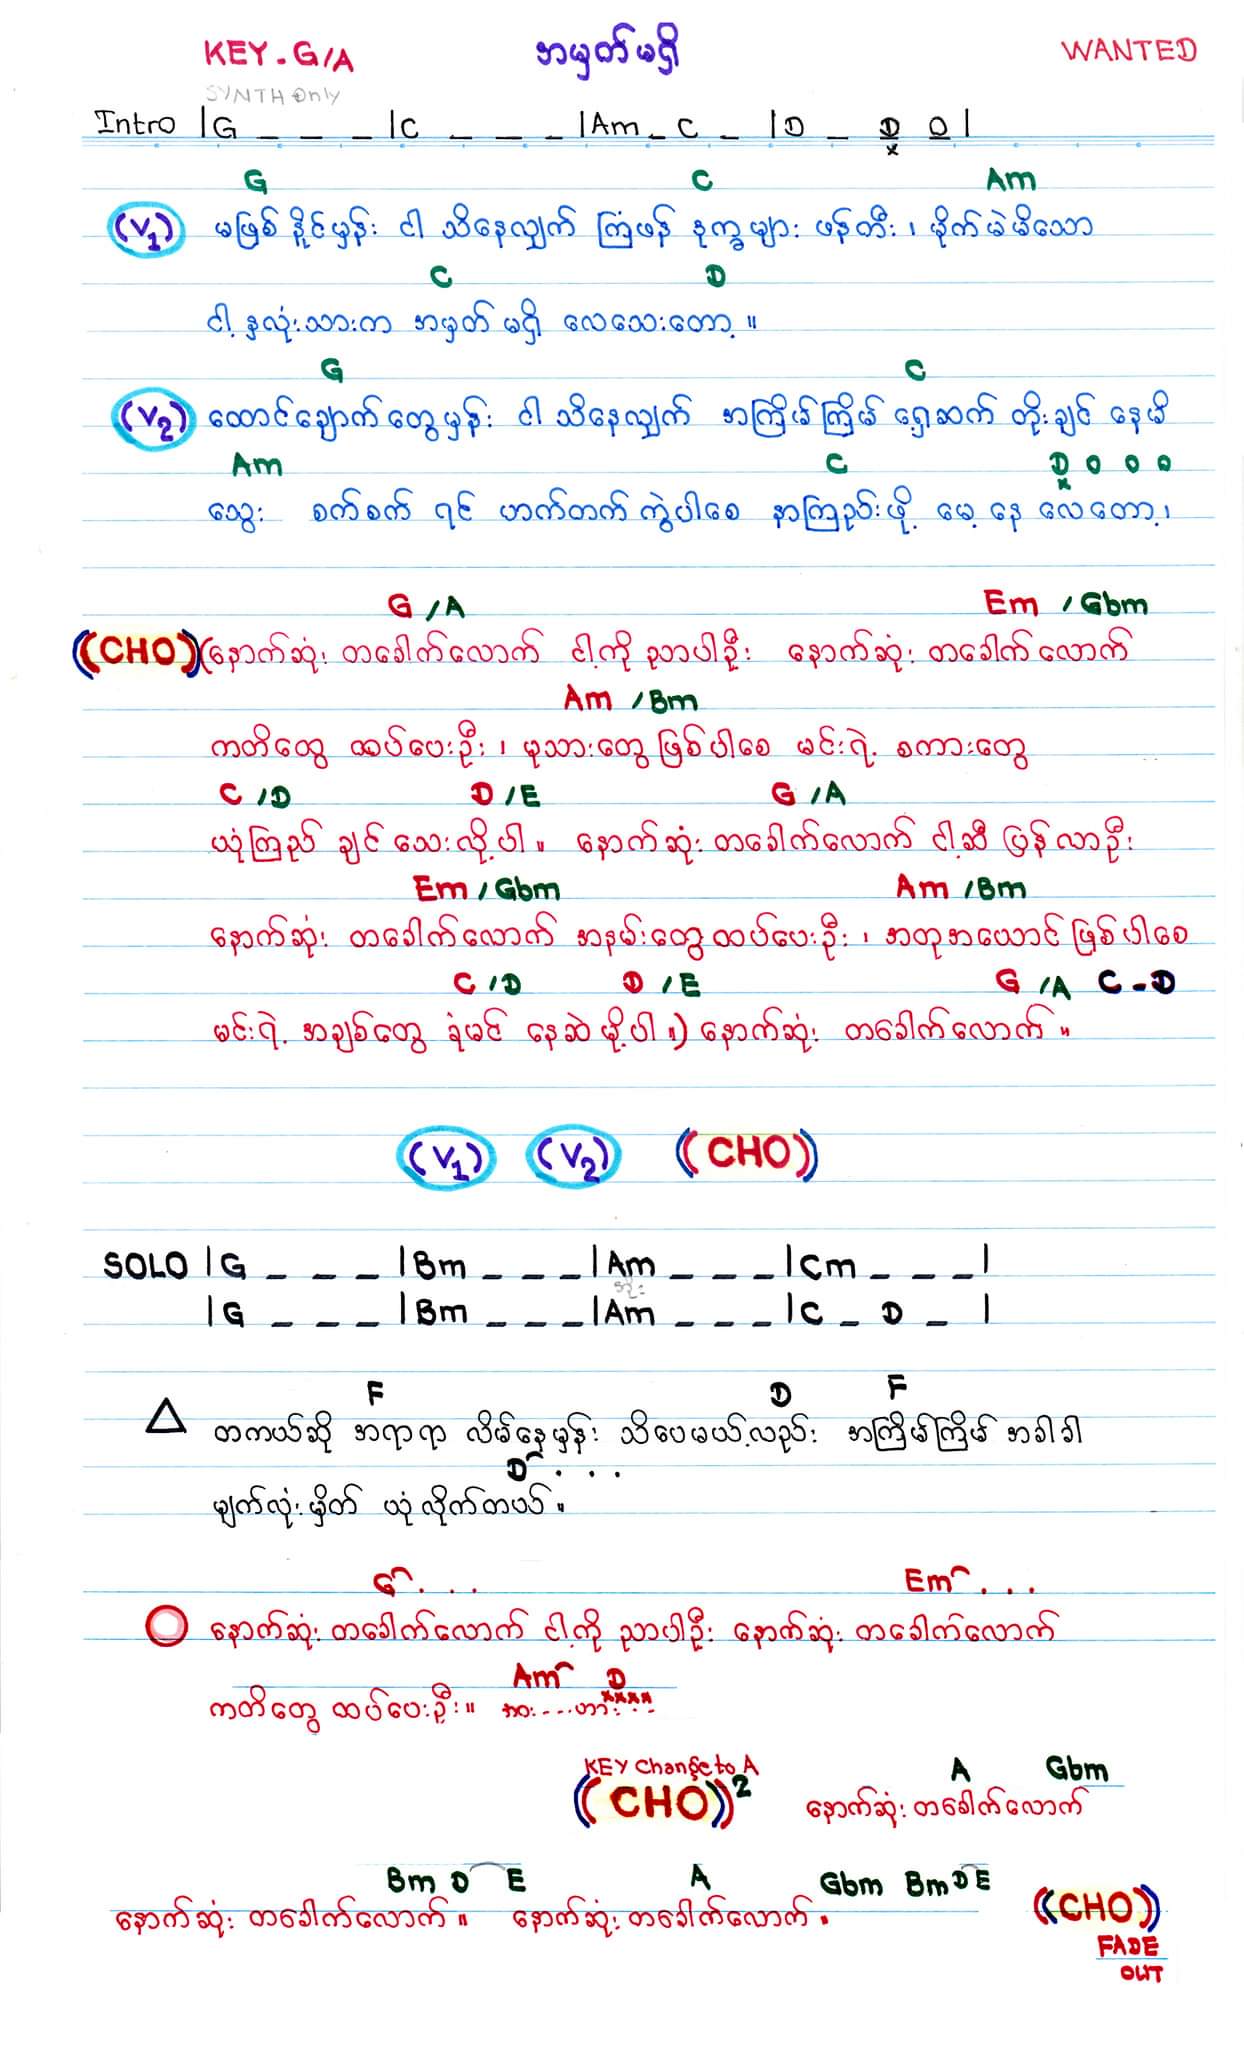 KEY - G/A အမှတ်မရှိ WANTED
SYNTH Only
Intro |G _ _ _ |C _ _ _ |Am _ C _ |D _ D D |
x
G C Am
(V1) မဖြစ်နိုင်မှန်း ငါ သိနေလျှက် ကြံဖန် ဒုက္ခများ ဖန်တီး ၊ မိုက်မဲမိသော
C D
ငါ့ နှလုံးသားက အမှတ် မရှိ လေသေးတော့ ။
G C
(V2) ထောင်ချောက်တွေမှန်း ငါ သိနေလျှက် အကြိမ်ကြိမ် ရှေ့ဆက် တိုးချင် နေမိ
Am C D o o o
x
သွေး စက်စက် ရင် ဟက်တက်ကွဲပါစေ နာကြည်းဖို့ မေ့ နေ လေတော့ ၊
G /A Em /Gbm
(CHO) (နောက်ဆုံး တခေါက်လောက် ငါ့ကို ညာပါဦး နောက်ဆုံး တခေါက်လောက်
Am /Bm
ကတိတွေ ထပ်ပေးဦး ၊ မုသားတွေဖြစ်ပါစေ မင်းရဲ့ စကားတွေ
C /D D /E G /A
ယုံကြည် ချင် သေးလို့ပါ ။ နောက်ဆုံး တခေါက်လောက် ငါ့ဆီ ပြန်လာဦး
Em /Gbm Am /Bm
နောက်ဆုံး တခေါက်လောက် အနမ်းတွေထပ်ပေးဦး ၊ အတုအယောင်ဖြစ်ပါစေ
C /D D /E G /A C - D
မင်းရဲ့ အချစ်တွေ ခုံမင် နေဆဲ မို့ပါ ။) နောက်ဆုံး တခေါက်လောက် ။
(V1) (V2) (CHO)
SOLO |G _ _ _ |Bm _ _ _ |Am _ _ _ |Cm _ _ _ |
|G _ _ _ |Bm _ _ _ |Am _ _ _ |C _ D _ |
F D F
တကယ်ဆို အရာရာ လိမ်နေမှန်း သိပေမယ့်လည်း အကြိမ်ကြိမ် အခါခါ
D . . .
မျက်လုံးမှိတ် ယုံလိုက်တယ် ။
G . . . Em . . .
နောက်ဆုံး တခေါက်လောက် ငါ့ကို ညာပါဦး နောက်ဆုံး တခေါက်လောက်
Am D
xxxx
ကတိတွေ ထပ်ပေးဦး ။
KEY Change to A A Gbm
(CHO)2 နောက်ဆုံး တခေါက်လောက်
Bm D E A Gbm Bm D E
နောက်ဆုံး တခေါက်လောက် ။ နောက်ဆုံး တခေါက်လောက် ။ (CHO)
FADE
OUT